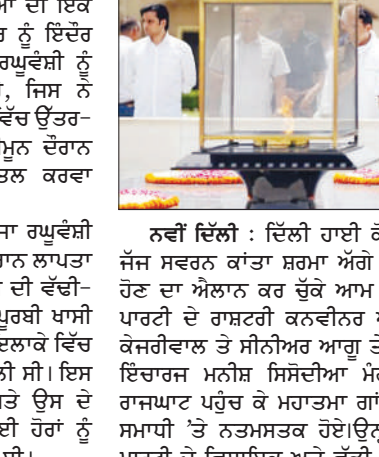 ਦੀ ਇਕ
ਨੂੰ ਇੰਦੌਰ
ਰਘੂਵੰਸ਼ੀ ਨੂੰ
ਜਿਸ ਨੇ
ਵਿੱਚ ਉੱਤਰ-
ਦੌਰਾਨ
ਕਰਵਾ
ਰਘੂਵੰਸ਼ੀ
ਲਾਪਤਾ
ਦੀ ਵੱਢੀ-
ਪੂਰਬੀ ਖਾਸੀ
ਇਲਾਕੇ ਵਿੱਚ
ਸੀ। ਇਸ
ਅਤੇ ਉਸ ਦੇ
ਹੋਰਾਂ ਨੂੰ
ਸੀ।
ਨਵੀਂ ਦਿੱਲੀ : ਦਿੱਲੀ ਹਾਈ
ਜੱਜ ਸਵਰਨ ਕਾਂਤਾ ਸ਼ਰਮਾ ਅੱਗੇ
ਹੋਣ ਦਾ ਐਲਾਨ ਕਰ ਚੁੱਕੇ ਆਮ
ਪਾਰਟੀ ਦੇ ਰਾਸ਼ਟਰੀ ਕਨਵੀਨਰ
ਕੇਜਰੀਵਾਲ ਤੇ ਸੀਨੀਅਰ ਆਗੂ ਤੇ
ਇੰਚਾਰਜ ਮਨੀਸ਼ ਸਿਸੋਦੀਆ
ਰਾਜਘਾਟ ਪਹੁੰਚ ਕੇ ਮਹਾਤਮਾ
ਸਮਾਧੀ 'ਤੇ ਨਤਮਸਤਕ ਹੋਏ।